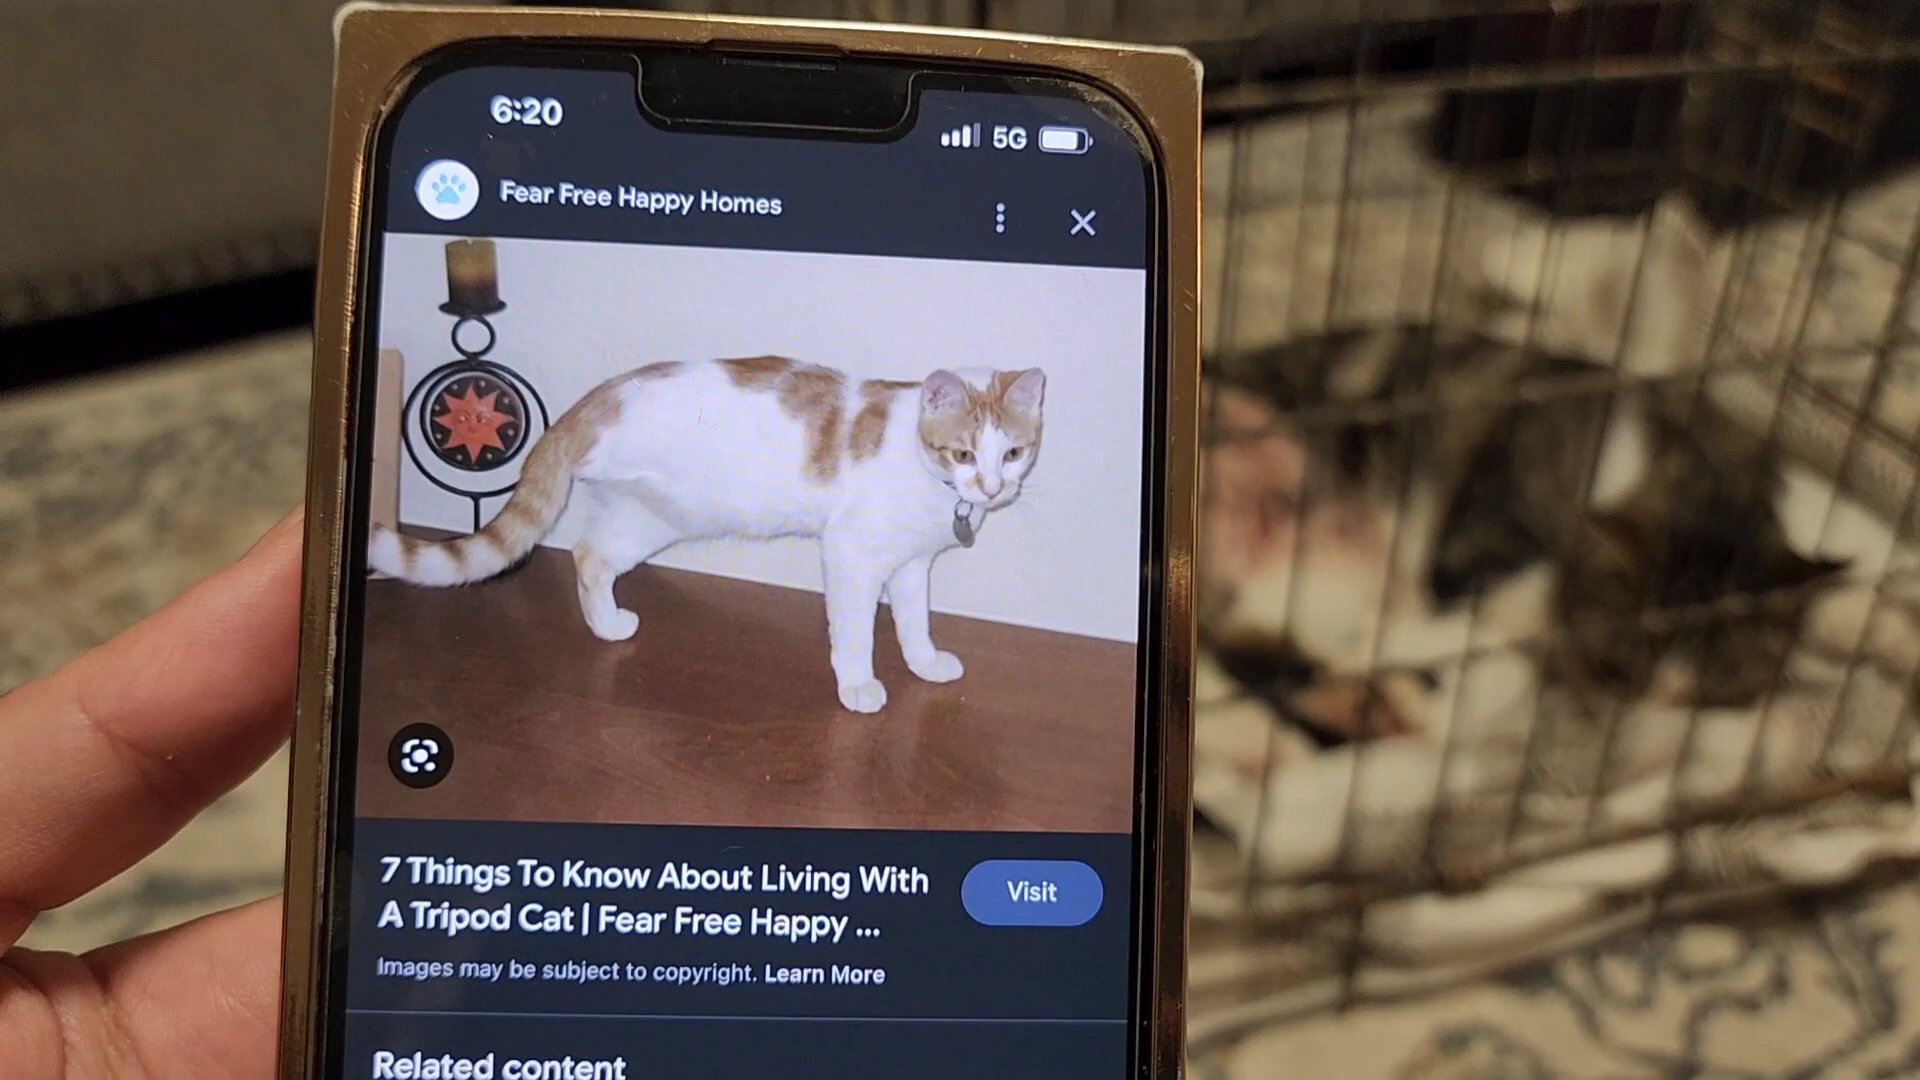 6:20
5G
Fear Free Happy Homes
7 Things To Know About Living With
A Tripod Cat | Fear Free Happy ...
Visit
Images may be subject to copyright. Learn More
Related content